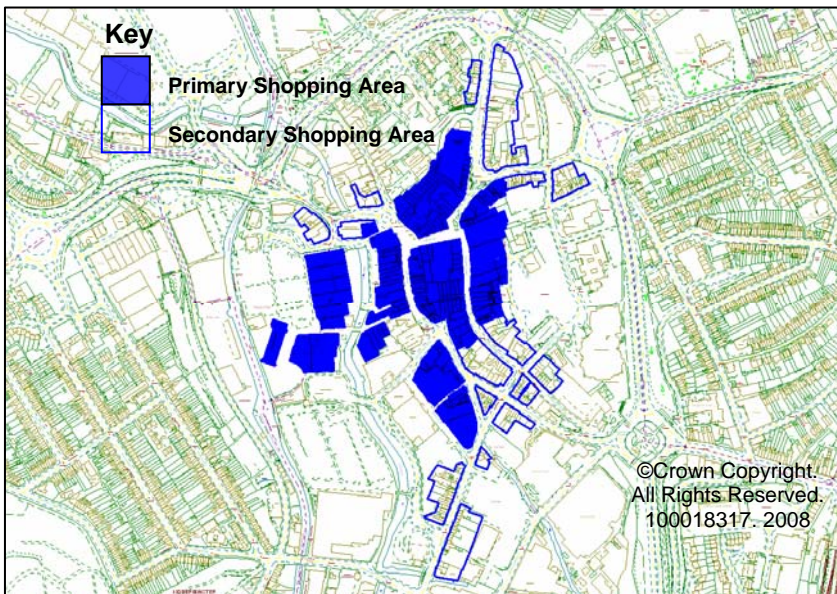 Key
Primary Shopping Area
Secondary Shopping Area
©Crown Copyright.
All Rights Reserved.
100018317. 2008